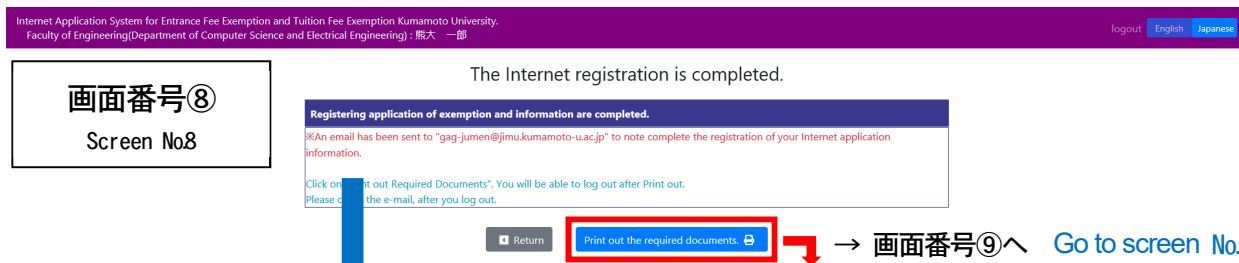 Internet Application System for Entrance Fee Exemption and Tuition Fee Exemption Kumamoto University.
Faculty of Engineering(Department of Computer Science and Electrical Engineering) : 熊大 一郎
logout English Japanese
画面番号⑧
Screen No.8
The Internet registration is completed.
Registering application of exemption and information are completed.
※An email has been sent to "gag-jumen@jimu.kumamoto-u.ac.jp" to note complete the registration of your Internet application
information.
Click on out Required Documents". You will be able to log out after Print out.
Please the e-mail, after you log out.
Return
Print out the required documents.
→ 画面番号⑨へ Go to screen No.